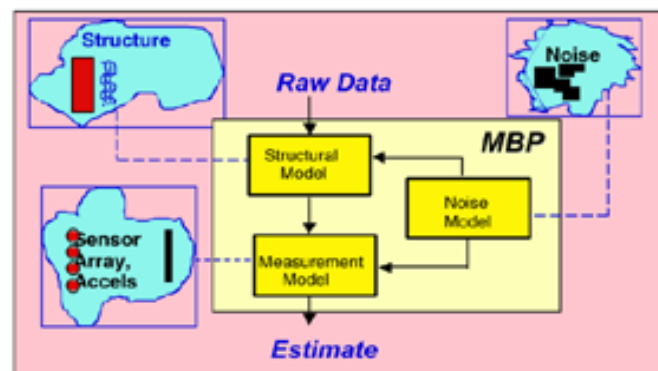 Structure
Noise
Raw Data
MBP
Structural
Model
Noise
Model
Sensor
Array,
Accels
Measurement
Model
Estimate